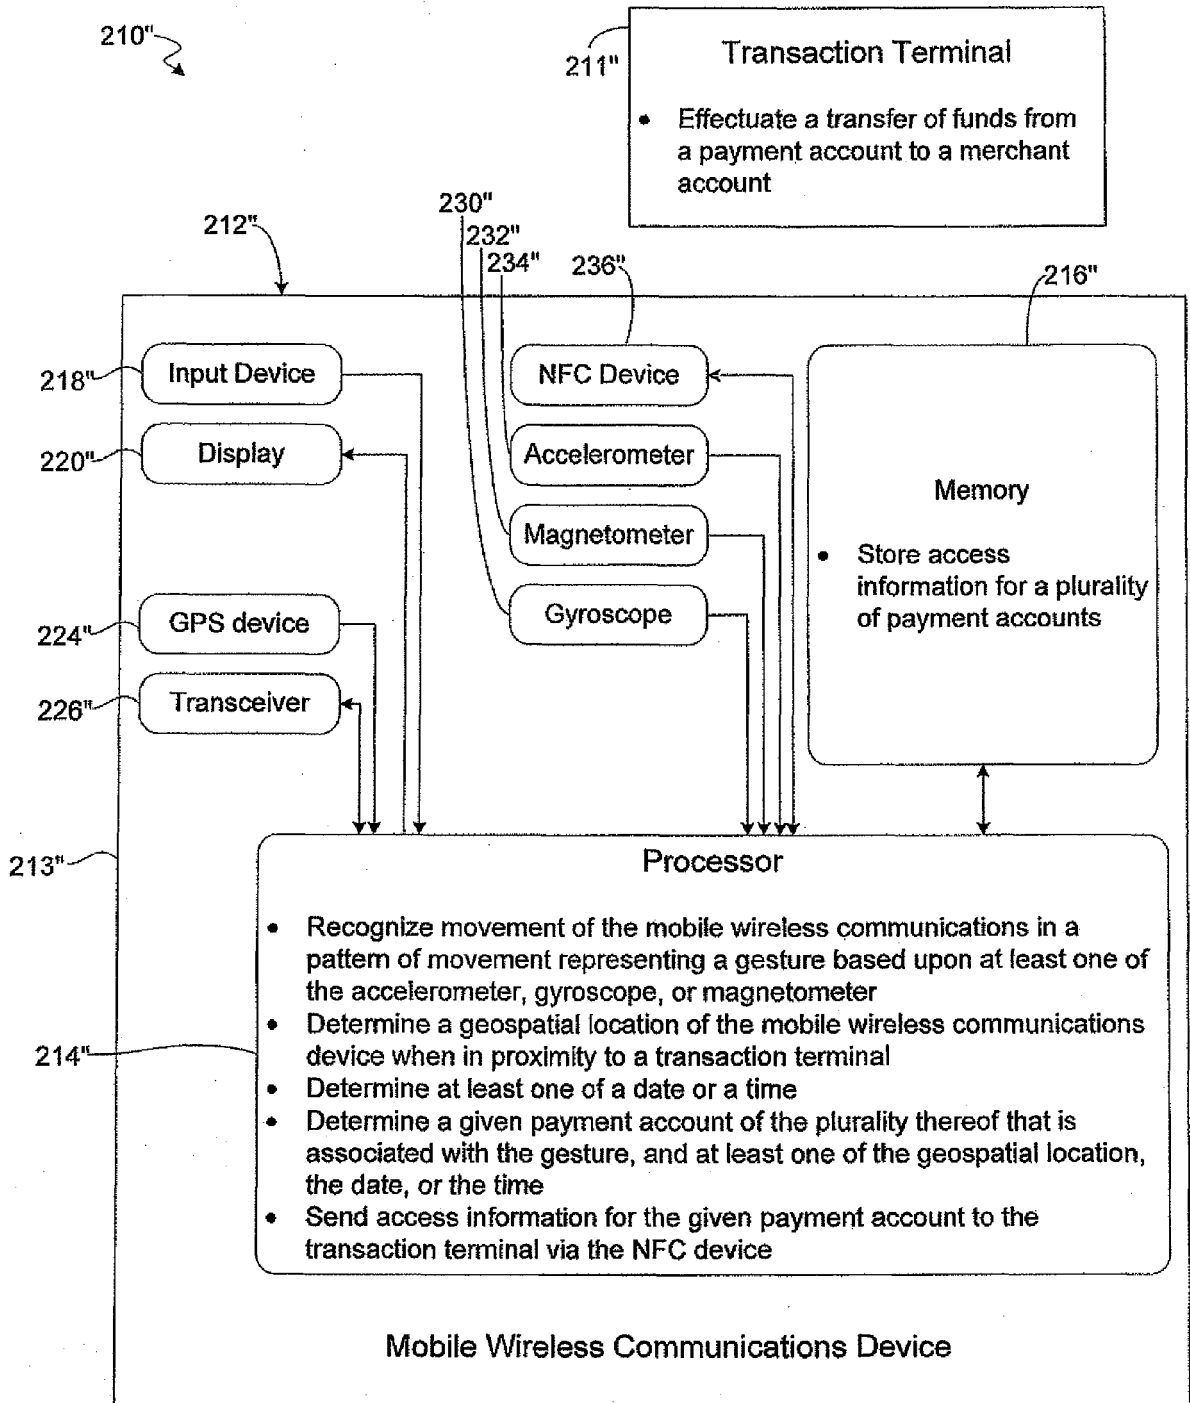 210"
211"
Transaction Terminal
• Effectuate a transfer of funds from
a payment account to a merchant
account
230"
232"
234"
212"
236"
216"
218"
Input Device
NFC Device
220"
Display
Accelerometer
Memory
Magnetometer
• Store access
information for a plurality
of payment accounts
224"
GPS device
Gyroscope
226"
Transceiver
213"
Processor
• Recognize movement of the mobile wireless communications in a
pattern of movement representing a gesture based upon at least one of
the accelerometer, gyroscope, or magnetometer
• Determine a geospatial location of the mobile wireless communications
device when in proximity to a transaction terminal
214"
• Determine at least one of a date or a time
• Determine a given payment account of the plurality thereof that is
associated with the gesture, and at least one of the geospatial location,
the date, or the time
• Send access information for the given payment account to the
transaction terminal via the NFC device
Mobile Wireless Communications Device